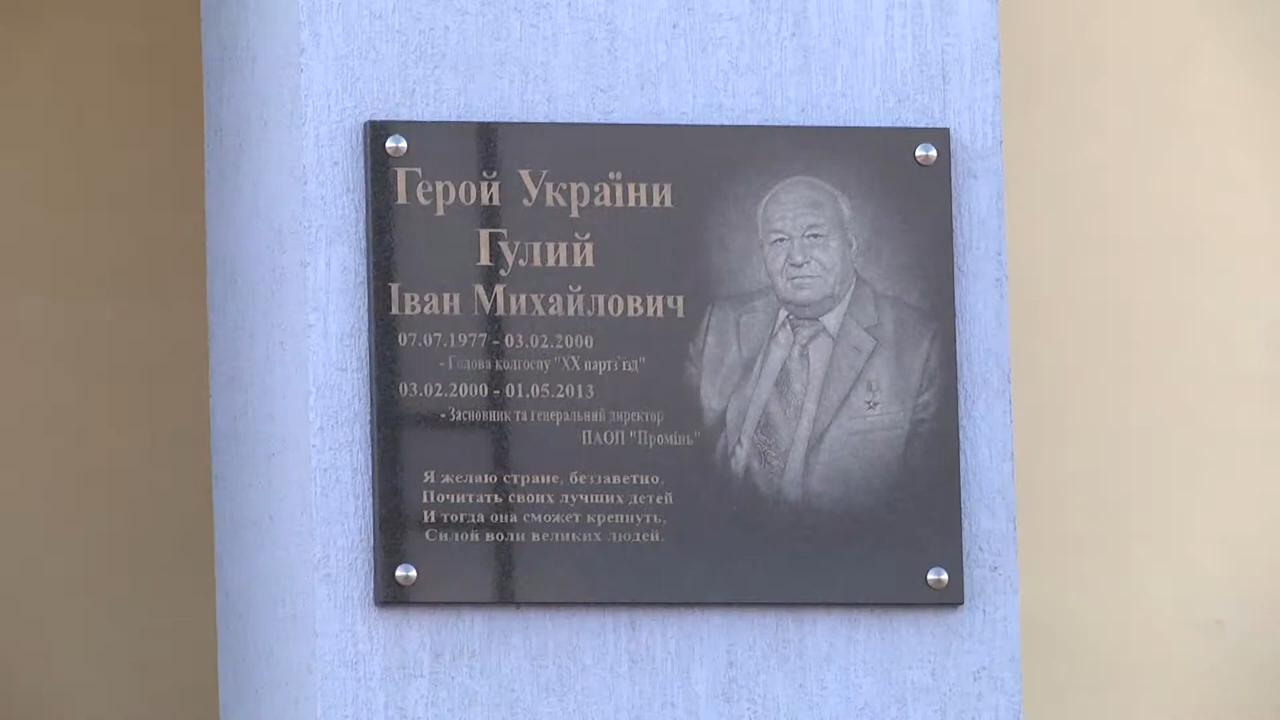 Герой України
Гулий
Іван Михайлович
07.07.1977 - 03.02.2000
- Голова колгоспу "ХХ партз'їзд"
03.02.2000 - 01.05.2013
- Засновник та генеральний директор
ПАОП "Промінь"
Я желаю стране, беззаветно,
Почитать своих лучших детей
И тогда она сможет крепнуть,
Силой воли великих людей.